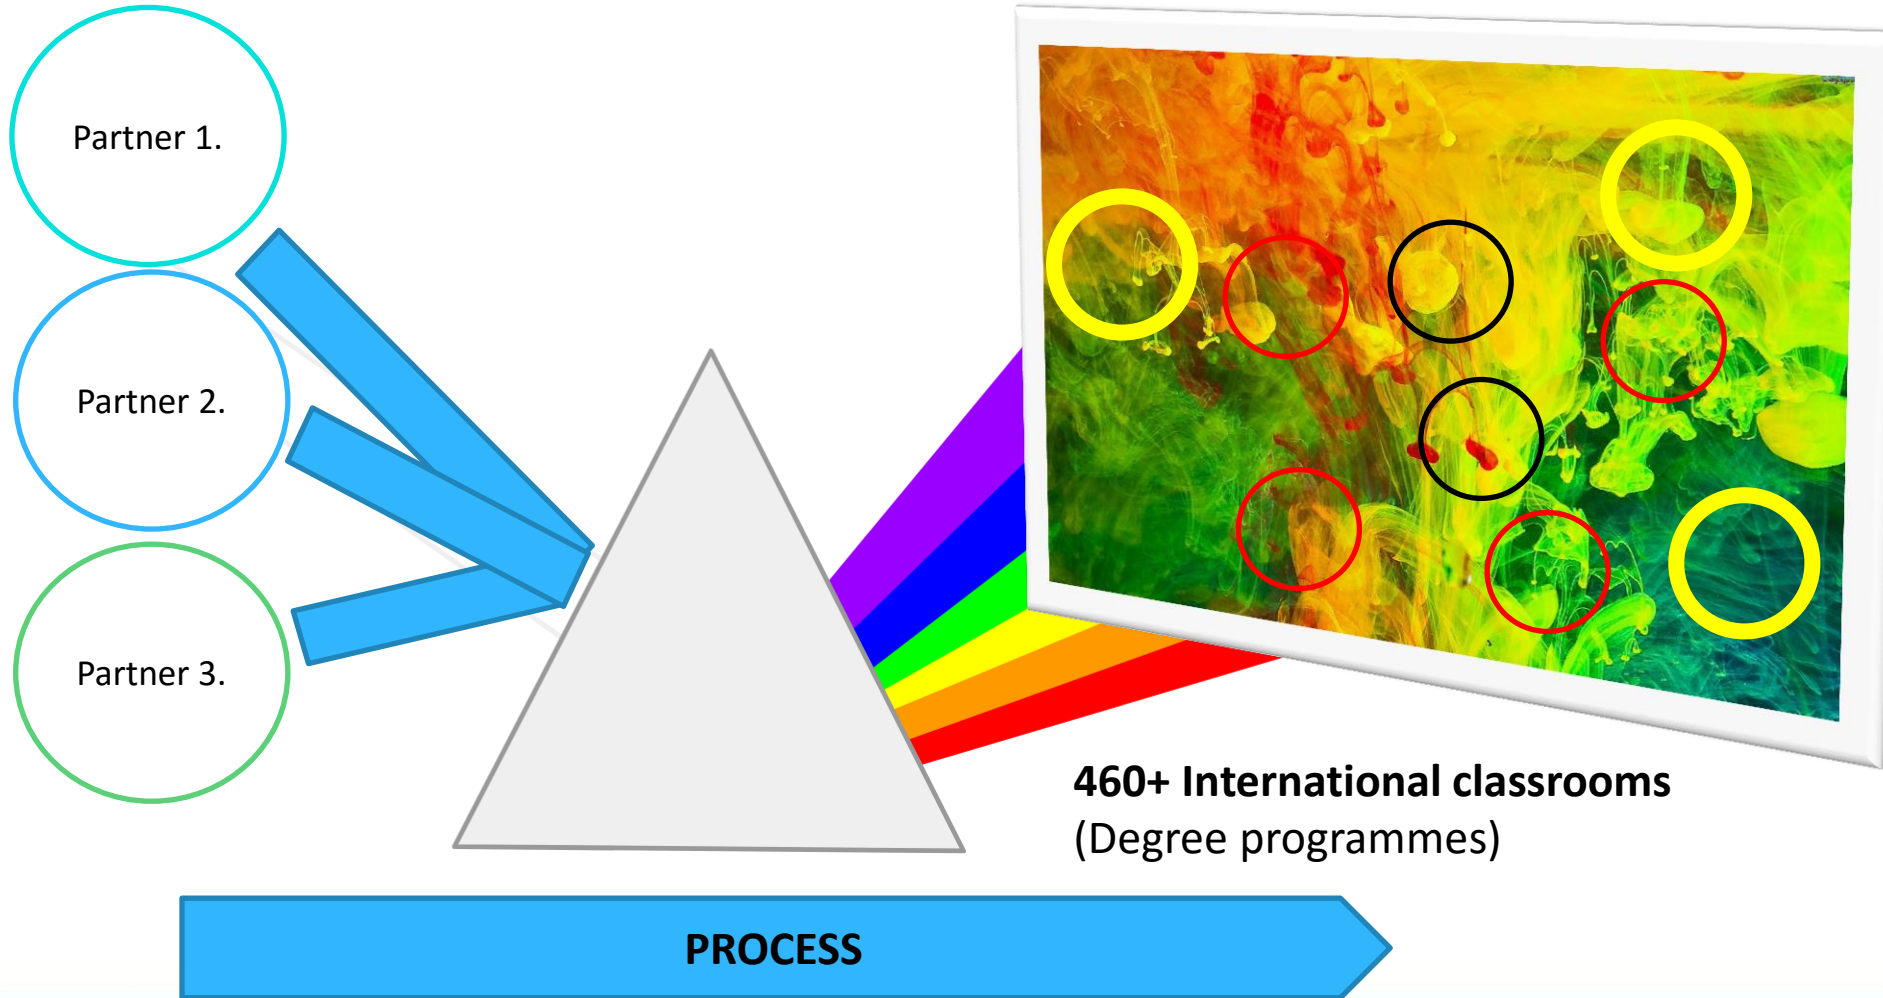 Partner 1.
Partner 2.
Partner 3.
460+ International classrooms
(Degree programmes)
PROCESS